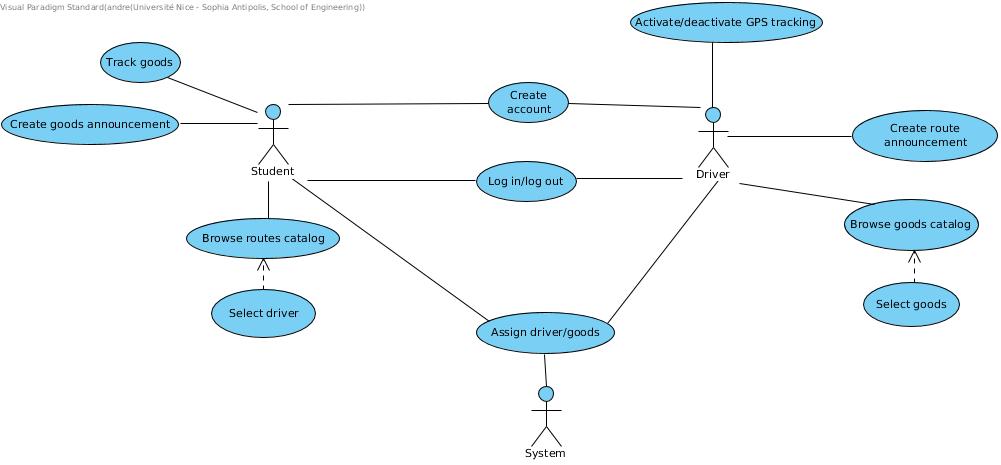 Visual Paradigm Standard(andre(Université Nice - Sophia Antipolis, School of Engineering))
Activate/deactivate GPS tracking
Track goods
Create
account
Create goods announcement
Create route
announcement
Student
Driver
Log in/log out
Browse routes catalog
Browse goods catalog
Select driver
Select goods
Assign driver/goods
System